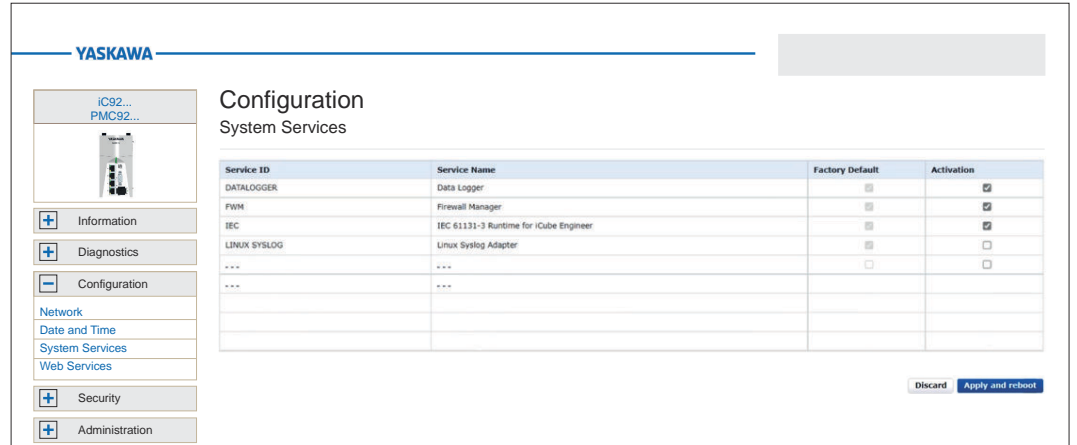 YASKAWA
iC92...
PMC92...
Configuration
System Services
Service ID Service Name Factory Default Activation
DATALOGGER Data Logger
FWM Firewall Manager
IEC IEC 61131-3 Runtime for iCube Engineer
LINUX SYSLOG Linux Syslog Adapter
--- ---
--- ---
Information
Diagnostics
Configuration
Network
Date and Time
System Services
Web Services
Security
Administration
Discard Apply and reboot